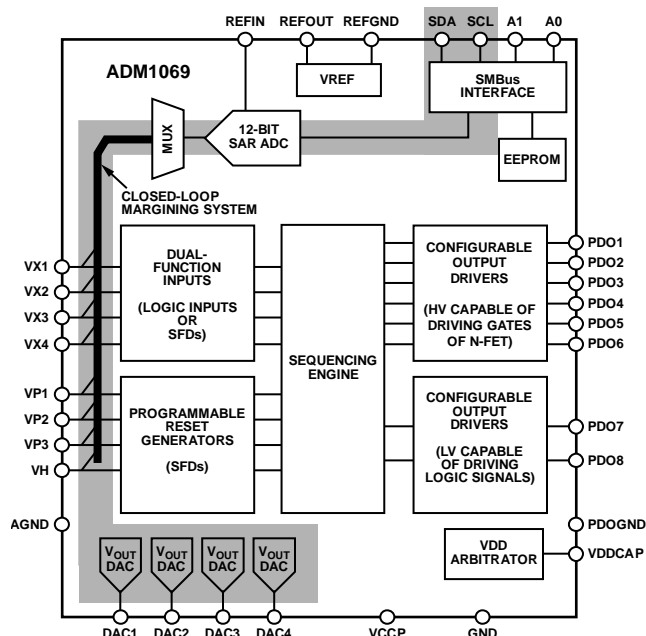 REFIN REFOUT REFGND SDA SCL A1 A0
ADM1069
VREF
SMBus
INTERFACE
MUX
12-BIT
SAR ADC
EEPROM
CLOSED-LOOP
MARGINING SYSTEM
VX1
VX2
VX3
VX4
DUAL-
FUNCTION
INPUTS
(LOGIC INPUTS
OR
SFDs)
SEQUENCING
ENGINE
CONFIGURABLE
OUTPUT
DRIVERS
(HV CAPABLE OF
DRIVING GATES
OF N-FET)
PDO1
PDO2
PDO3
PDO4
PDO5
PDO6
VP1
VP2
VP3
VH
PROGRAMMABLE
RESET
GENERATORS
(SFDs)
CONFIGURABLE
OUTPUT
DRIVERS
(LV CAPABLE
OF DRIVING
LOGIC SIGNALS)
PDO7
PDO8
AGND
PDOGND
VOUT
DAC
VOUT
DAC
VOUT
DAC
VOUT
DAC
VDD
ARBITRATOR
VDDCAP
DAC1 DAC2 DAC3 DAC4 VCCP GND